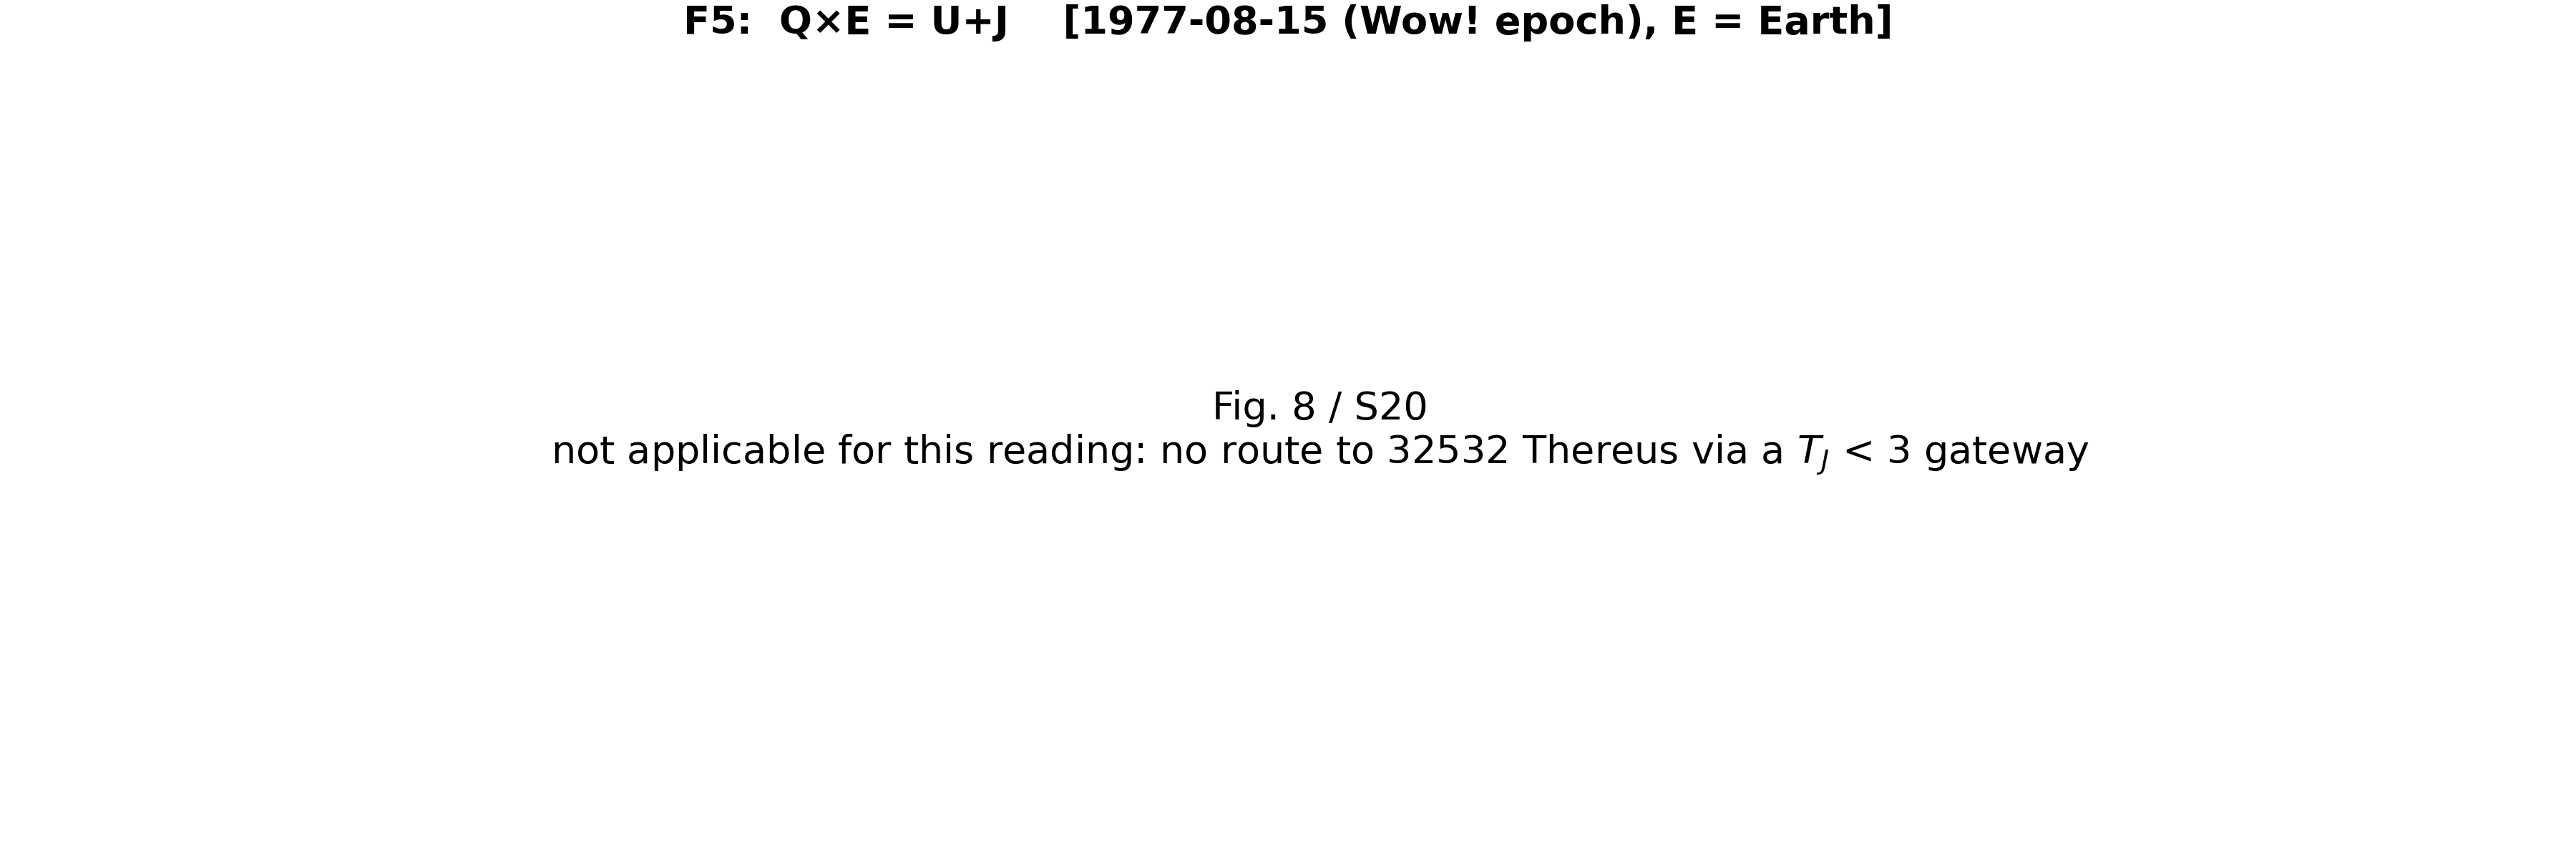 F5: Q×E = U+J [1977-08-15 (Wow! epoch), E = Earth]
Fig. 8 / S20
not applicable for this reading: no route to 32532 Thereus via a T_J < 3 gateway